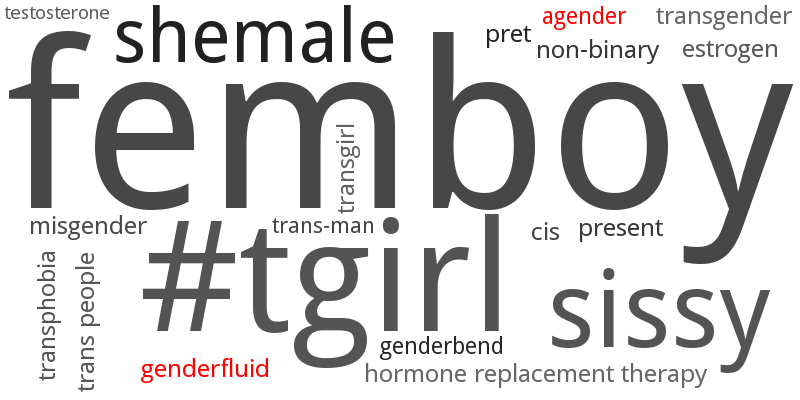 testosterone
shemale
pret
agender
transgender
non-binary
estrogen
femboy
transgirl
misgender
trans-man
cis
present
#tgirl
transphobia
trans people
sissy
genderbend
genderfluid
hormone replacement therapy